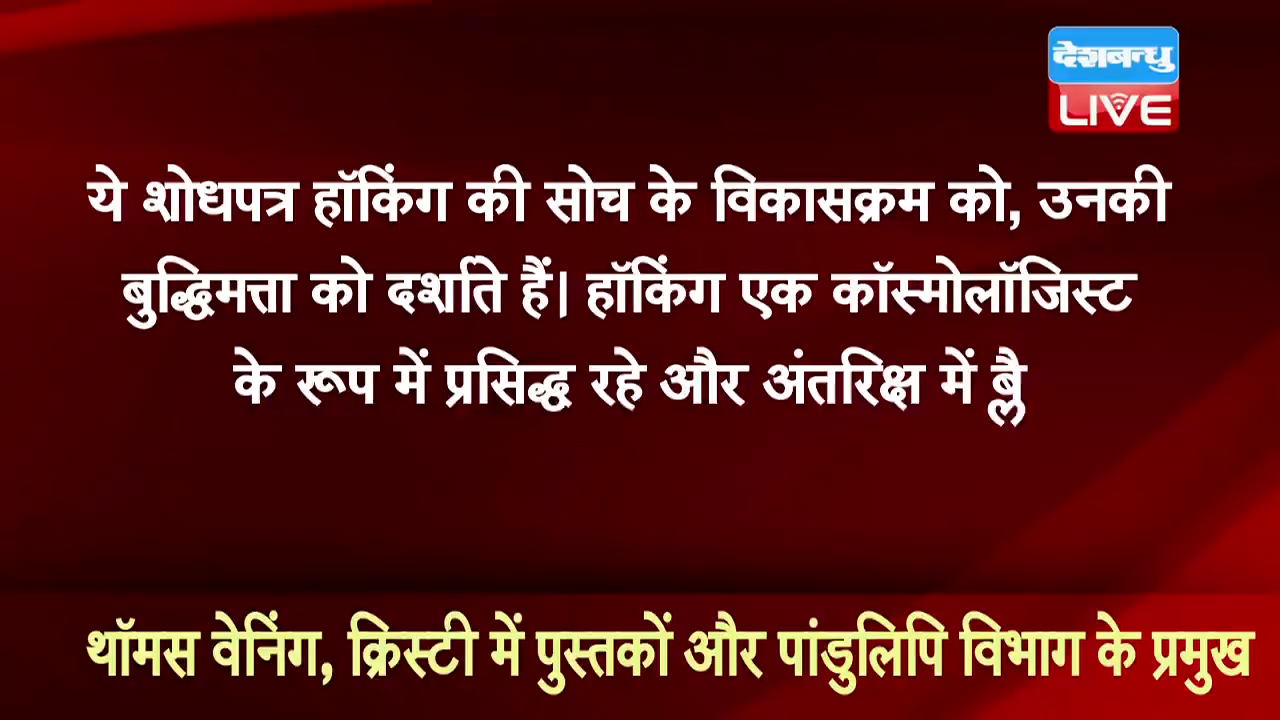 देशबन्धु
LIVE
ये शोधपत्र हॉकिंग की सोच के विकासक्रम को, उनकी
बुद्धिमत्ता को दर्शाते हैं। हॉकिंग एक कॉस्मोलॉजिस्ट
के रूप में प्रसिद्ध रहे और अंतरिक्ष में ब्लै
थॉमस वेनिंग, क्रिस्टी में पुस्तकों और पांडुलिपि विभाग के प्रमुख